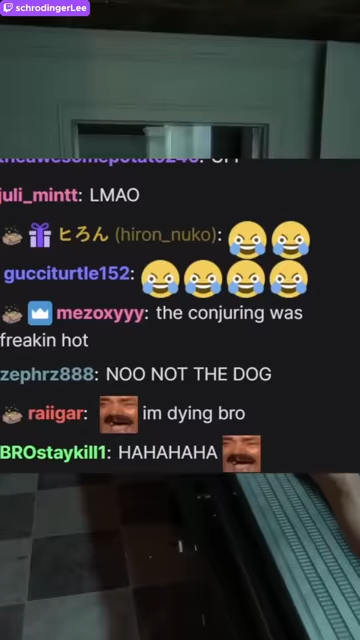 schrodingerLee
juli_mintt: LMAO
ヒろん (hiron_nuko):
gucciturtle152:
mezoxyyy: the conjuring was
freakin hot
zephrz888: NOO NOT THE DOG
raiigar: im dying bro
BROstaykill1: HAHAHAHA